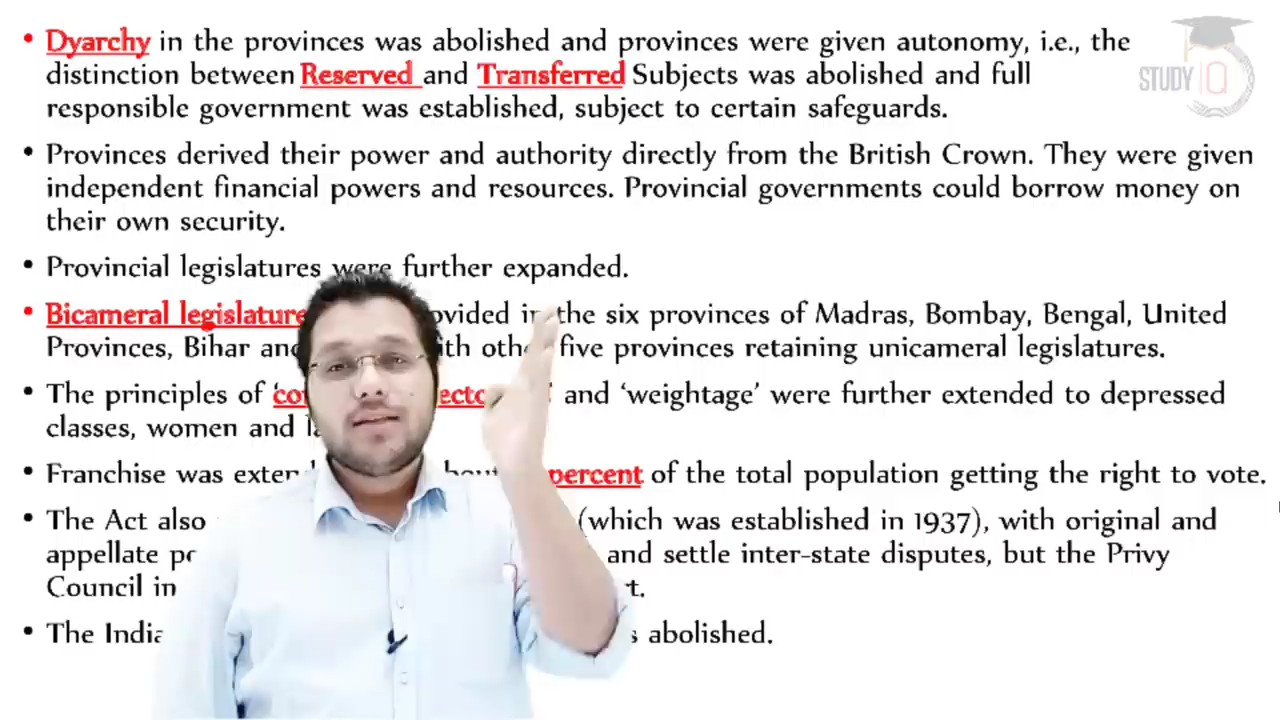 • Dyarchy in the provinces was abolished and provinces were given autonomy, i.e., the
distinction between Reserved and Transferred Subjects was abolished and full
responsible government was established, subject to certain safeguards.
• Provinces derived their power and authority directly from the British Crown. They were given
independent financial powers and resources. Provincial governments could borrow money on
their own security.
• Provincial legislatures were further expanded.
• Bicameral legislature in the six provinces of Madras, Bombay, Bengal, United
Provinces, Bihar five provinces retaining unicameral legislatures.
• The principles of and ‘weightage’ were further extended to depressed
classes, women and
• Franchise was percent of the total population getting the right to vote.
• The Act also (which was established in 1937), with original and
appellate and settle inter-state disputes, but the Privy
Council
• The abolished.
STUDY IQ